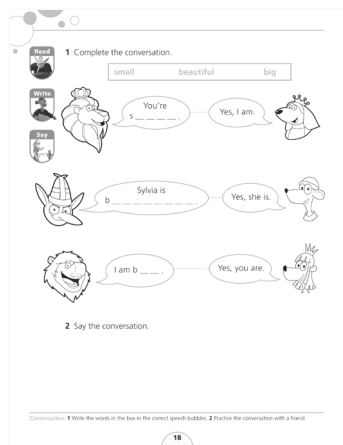 Read
1 Complete the conversation.
small beautiful big
Write
You're
s _ _ _ _ .
Yes, I am.
Say
Sylvia is
b _ _ _ _ _ _ _ _ .
Yes, she is.
I am b _ _ .
Yes, you are.
2 Say the conversation.
Conversation: 1 Write the words in the box in the correct speech bubbles. 2 Practice the conversation with a friend.
18